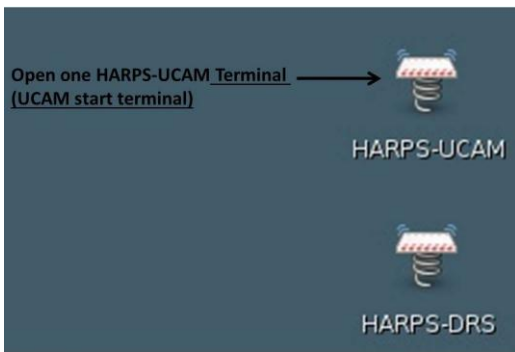 Open one HARPS-UCAM Terminal
(UCAM start terminal)
HARPS-UCAM
HARPS-DRS